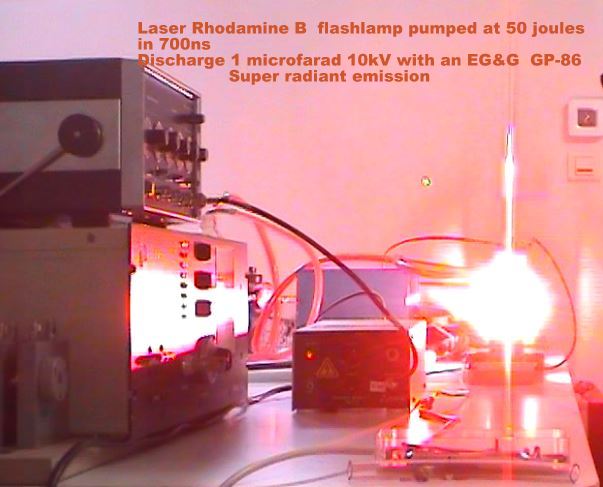 Laser Rhodamine B flashlamp pumped at 50 joules
in 700ns
Discharge 1 microfarad 10kV with an EG&G GP-86
Super radiant emission